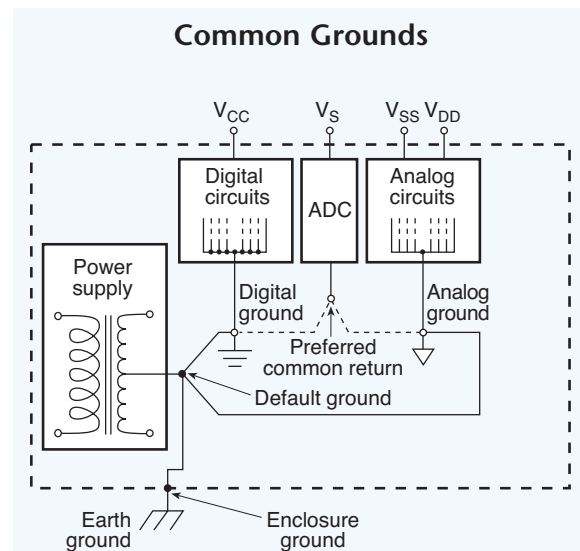 Common Grounds
VCC
VS
VSS VDD
Digital
circuits
ADC
Analog
circuits
Power
supply
Digital
ground
Analog
ground
Preferred
common return
Default ground
Earth
ground
Enclosure
ground